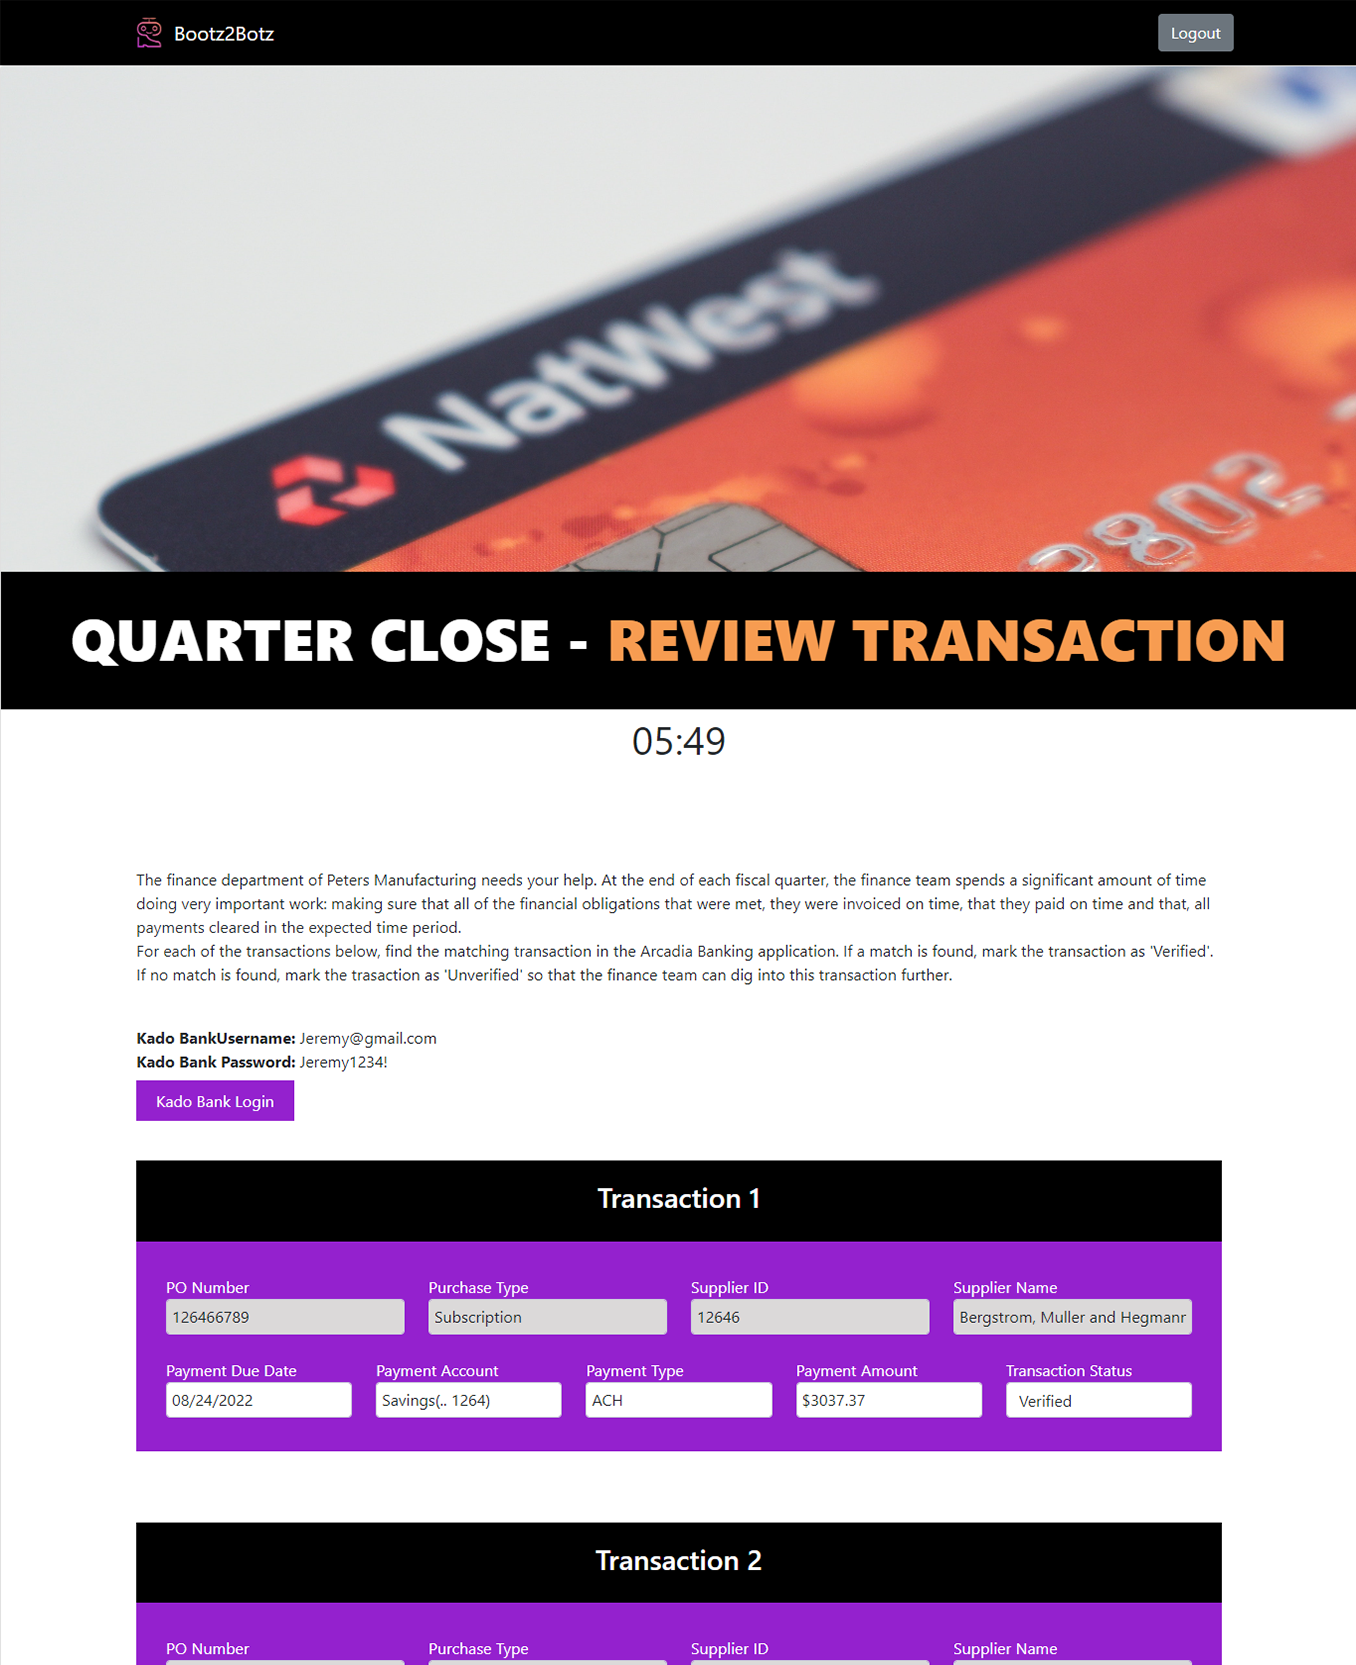 Bootz2Botz
Logout
NatWest
2802
QUARTER CLOSE - REVIEW TRANSACTION
05:49
The finance department of Peters Manufacturing needs your help. At the end of each fiscal quarter, the finance team spends a significant amount of time
doing very important work: making sure that all of the financial obligations that were met, they were invoiced on time, that they paid on time and that, all
payments cleared in the expected time period.
For each of the transactions below, find the matching transaction in the Arcadia Banking application. If a match is found, mark the transaction as 'Verified'.
If no match is found, mark the trasaction as 'Unverified' so that the finance team can dig into this transaction further.
Kado BankUsername: Jeremy@gmail.com
Kado Bank Password: Jeremy1234!
Kado Bank Login
Transaction 1
PO Number Purchase Type Supplier ID Supplier Name
126466789 Subscription 12646 Bergstrom, Muller and Hegmann
Payment Due Date Payment Account Payment Type Payment Amount Transaction Status
08/24/2022 Savings(.. 1264) ACH $3037.37 Verified
Transaction 2
PO Number Purchase Type Supplier ID Supplier Name